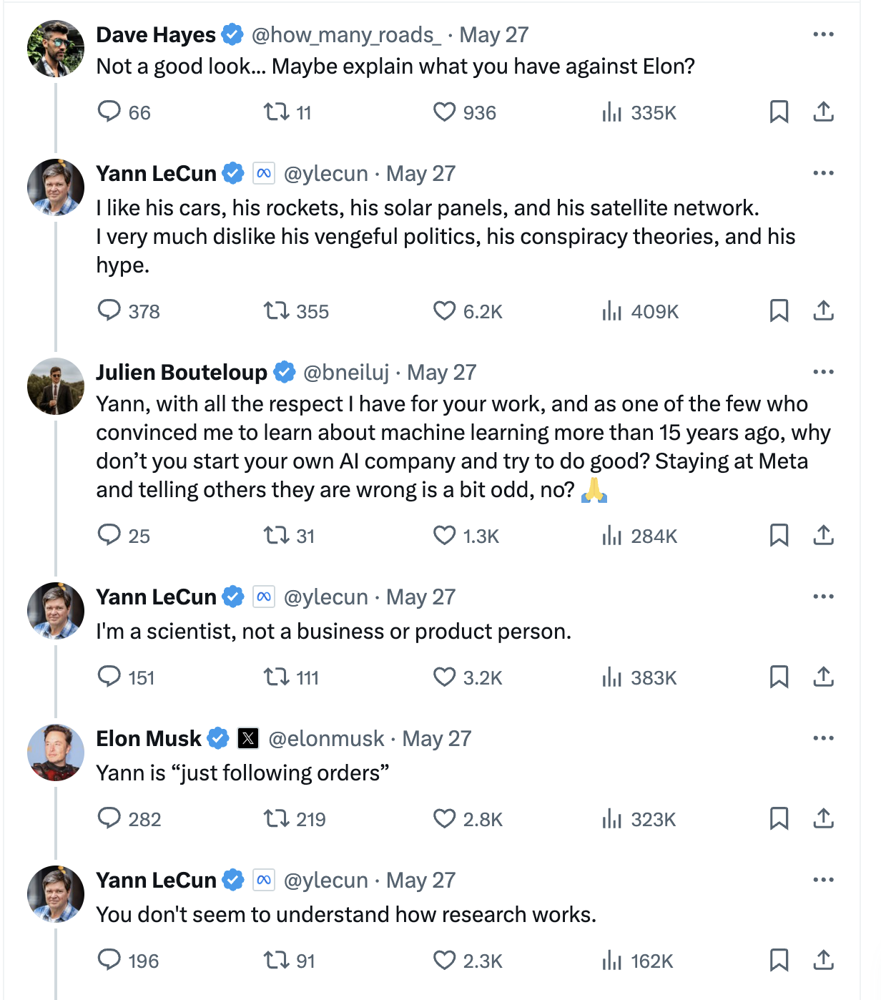 Dave Hayes @how_many_roads_ · May 27
Not a good look... Maybe explain what you have against Elon?
66 11 936 335K
Yann LeCun @ylecun · May 27
I like his cars, his rockets, his solar panels, and his satellite network.
I very much dislike his vengeful politics, his conspiracy theories, and his
hype.
378 355 6.2K 409K
Julien Bouteloup @bneiluj · May 27
Yann, with all the respect I have for your work, and as one of the few who
convinced me to learn about machine learning more than 15 years ago, why
don’t you start your own AI company and try to do good? Staying at Meta
and telling others they are wrong is a bit odd, no? 🙏
25 31 1.3K 284K
Yann LeCun @ylecun · May 27
I'm a scientist, not a business or product person.
151 111 3.2K 383K
Elon Musk @elonmusk · May 27
Yann is “just following orders”
282 219 2.8K 323K
Yann LeCun @ylecun · May 27
You don't seem to understand how research works.
196 91 2.3K 162K